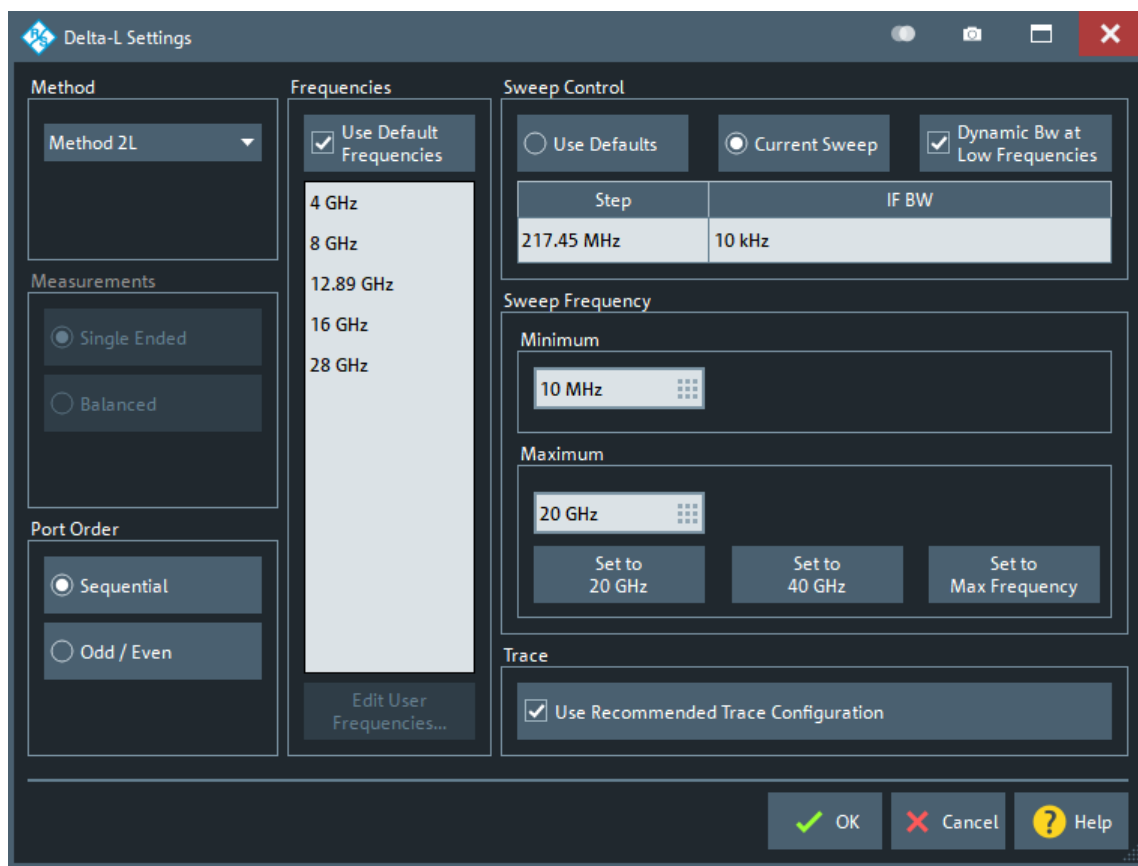 Delta-L Settings
Method
Method 2L
Measurements
Single Ended
Balanced
Port Order
Sequential
Odd / Even
Frequencies
Use Default
Frequencies
4 GHz
8 GHz
12.89 GHz
16 GHz
28 GHz
Edit User
Frequencies...
Sweep Control
Use Defaults
Current Sweep
Dynamic Bw at
Low Frequencies
Step IF BW
217.45 MHz 10 kHz
Sweep Frequency
Minimum
10 MHz
Maximum
20 GHz
Set to
20 GHz
Set to
40 GHz
Set to
Max Frequency
Trace
Use Recommended Trace Configuration
OK
Cancel
? Help